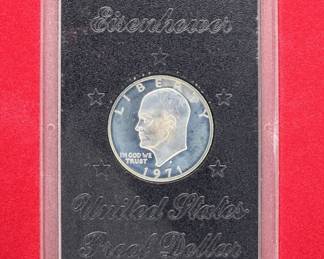 Eisenhower
LIBERTY
IN GOD WE
TRUST
1971
United States
Proof Dollar